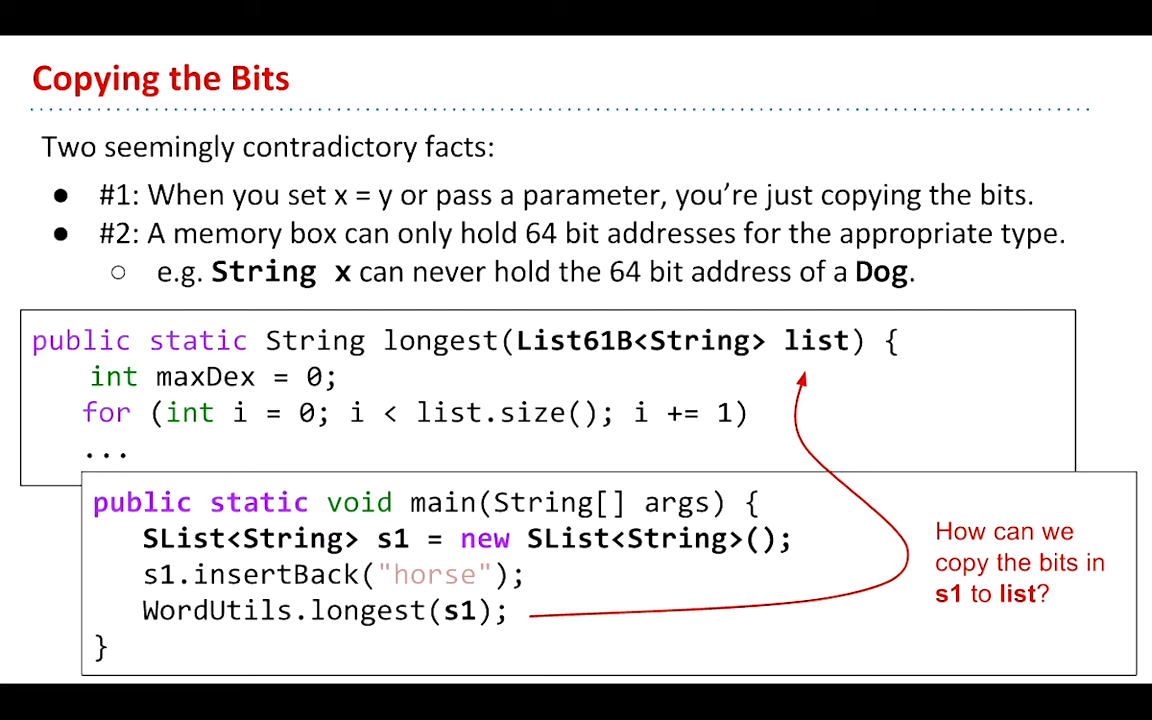 Copying the Bits
Two seemingly contradictory facts:
● #1: When you set x = y or pass a parameter, you’re just copying the bits.
● #2: A memory box can only hold 64 bit addresses for the appropriate type.
○ e.g. String x can never hold the 64 bit address of a Dog.
public static String longest(List61B<String> list) {
int maxDex = 0;
for (int i = 0; i < list.size(); i += 1)
...
public static void main(String[] args) {
SList<String> s1 = new SList<String>();
s1.insertBack("horse");
WordUtils.longest(s1);
}
How can we
copy the bits in
s1 to list?